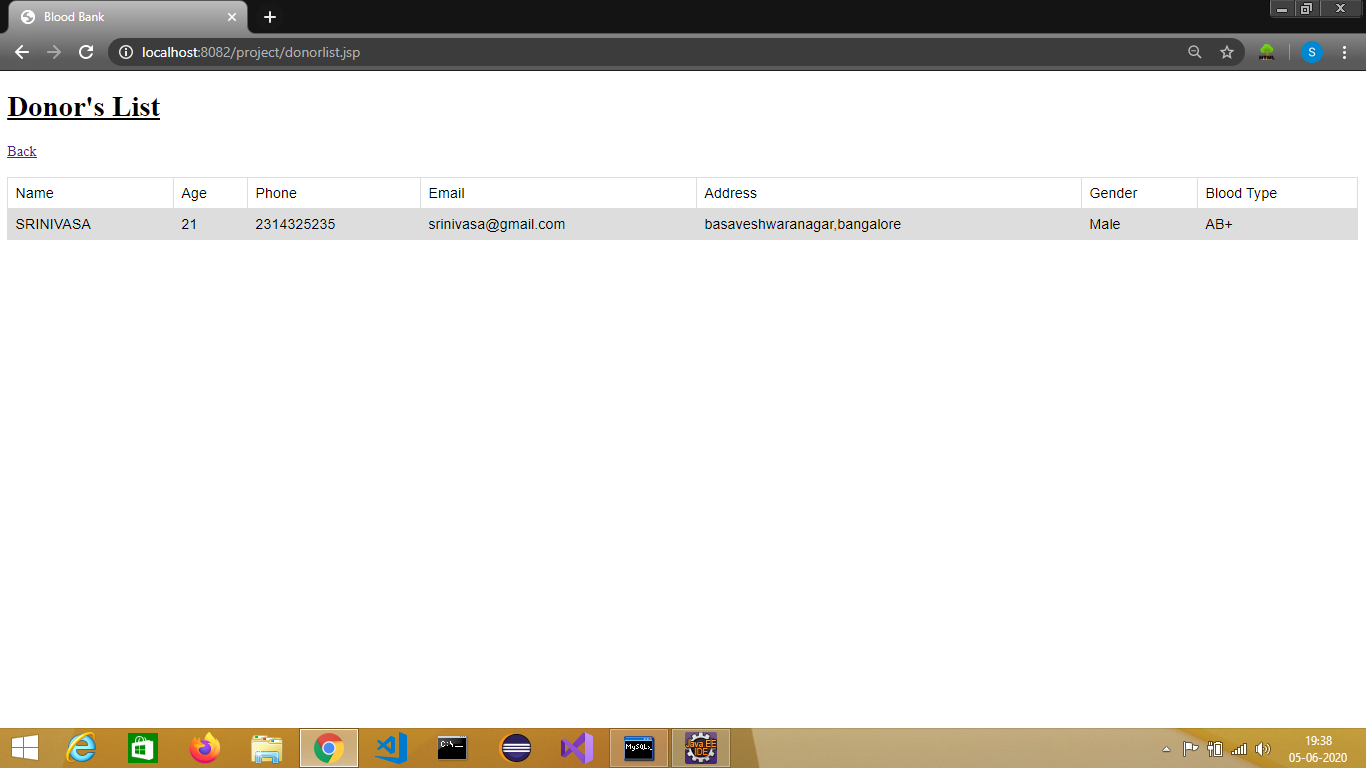 Blood Bank
localhost:8082/project/donorlist.jsp
S
Donor's List
Back
Name Age Phone Email Address Gender Blood Type
SRINIVASA 21 2314325235 srinivasa@gmail.com basaveshwaranagar,bangalore Male AB+
C:\ MySQL Java EE IDE
19:38
05-06-2020